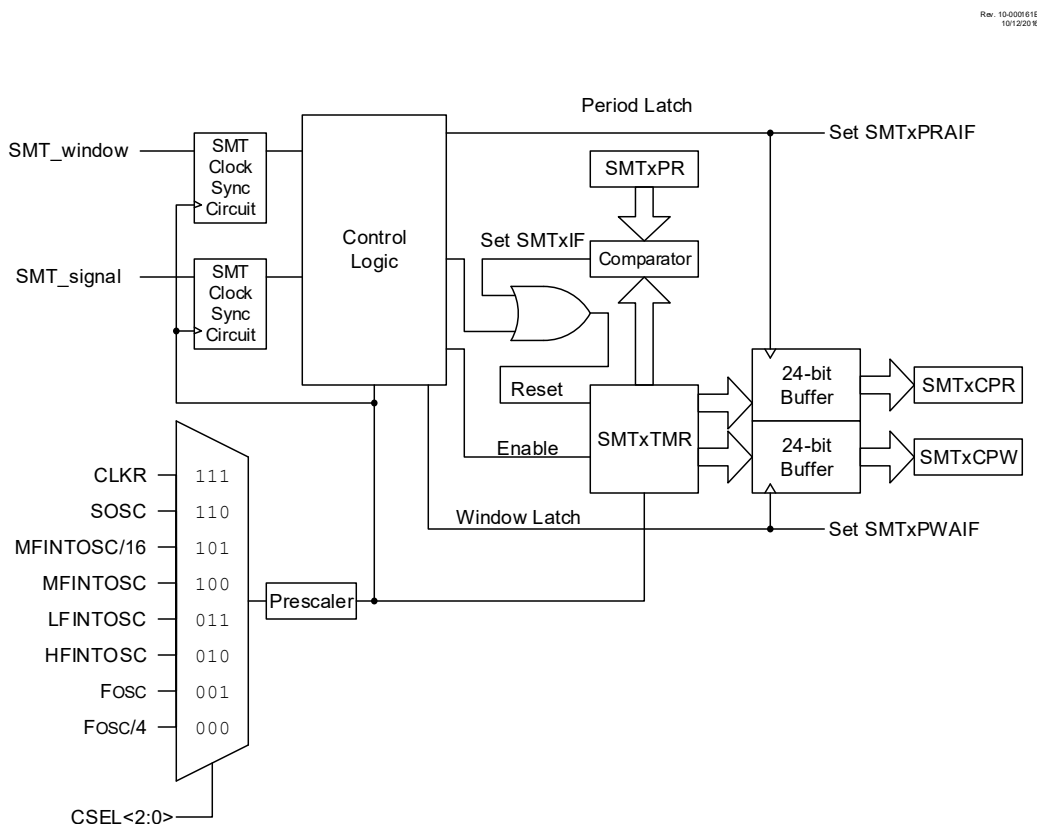 Rev. 10-000161E
10/12/2016
Period Latch
SMT_window
Set SMTxPRAIF
SMT
Clock
Sync
Circuit
SMTxPR
Control
Logic
Set SMTxIF
Comparator
SMT_signal
SMT
Clock
Sync
Circuit
24-bit
Buffer
SMTxCPR
Reset
SMTxTMR
Enable
24-bit
Buffer
SMTxCPW
Window Latch
Set SMTxPWAIF
CLKR 111
SOSC 110
MFINTOSC/16 101
MFINTOSC 100
Prescaler
LFINTOSC 011
HFINTOSC 010
FOSC 001
FOSC/4 000
CSEL<2:0>